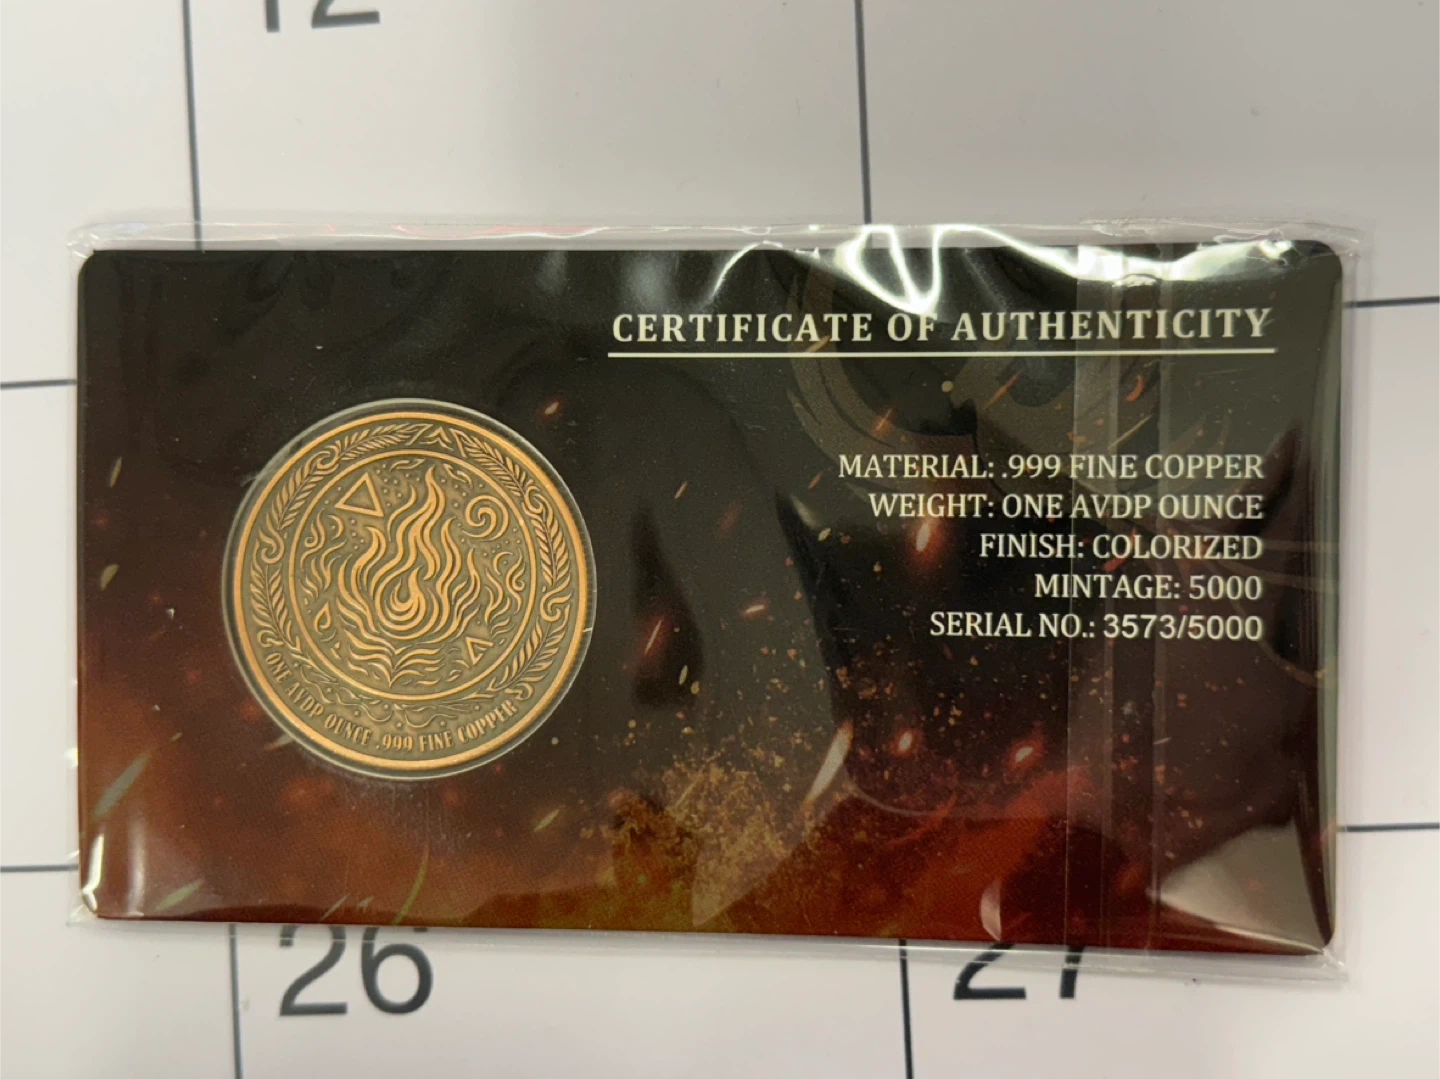 12
CERTIFICATE OF AUTHENTICITY
MATERIAL: .999 FINE COPPER
WEIGHT: ONE AVDP OUNCE
FINISH: COLORIZED
MINTAGE: 5000
SERIAL NO.: 3573/5000
ONE AVDP OUNCE .999 FINE COPPER
26
27